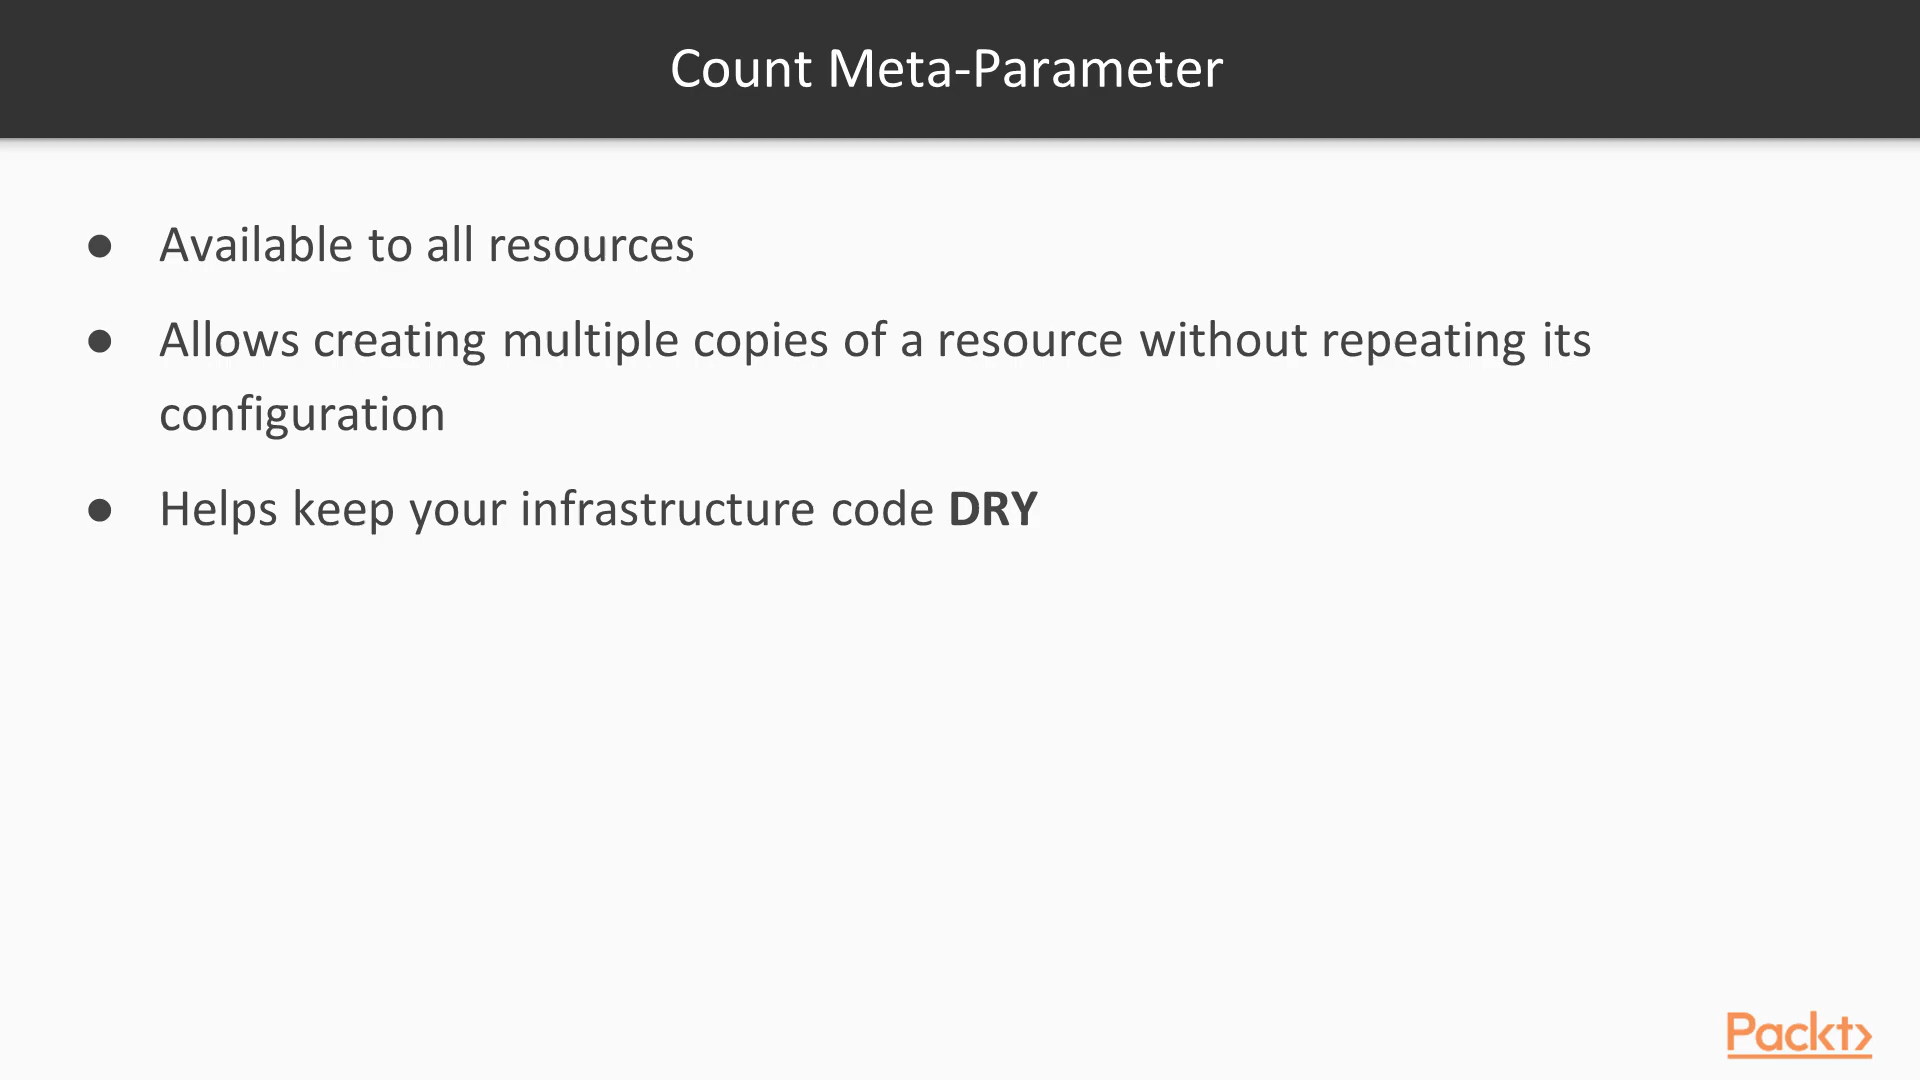 Count Meta-Parameter
● Available to all resources
● Allows creating multiple copies of a resource without repeating its
configuration
● Helps keep your infrastructure code DRY
Packt>